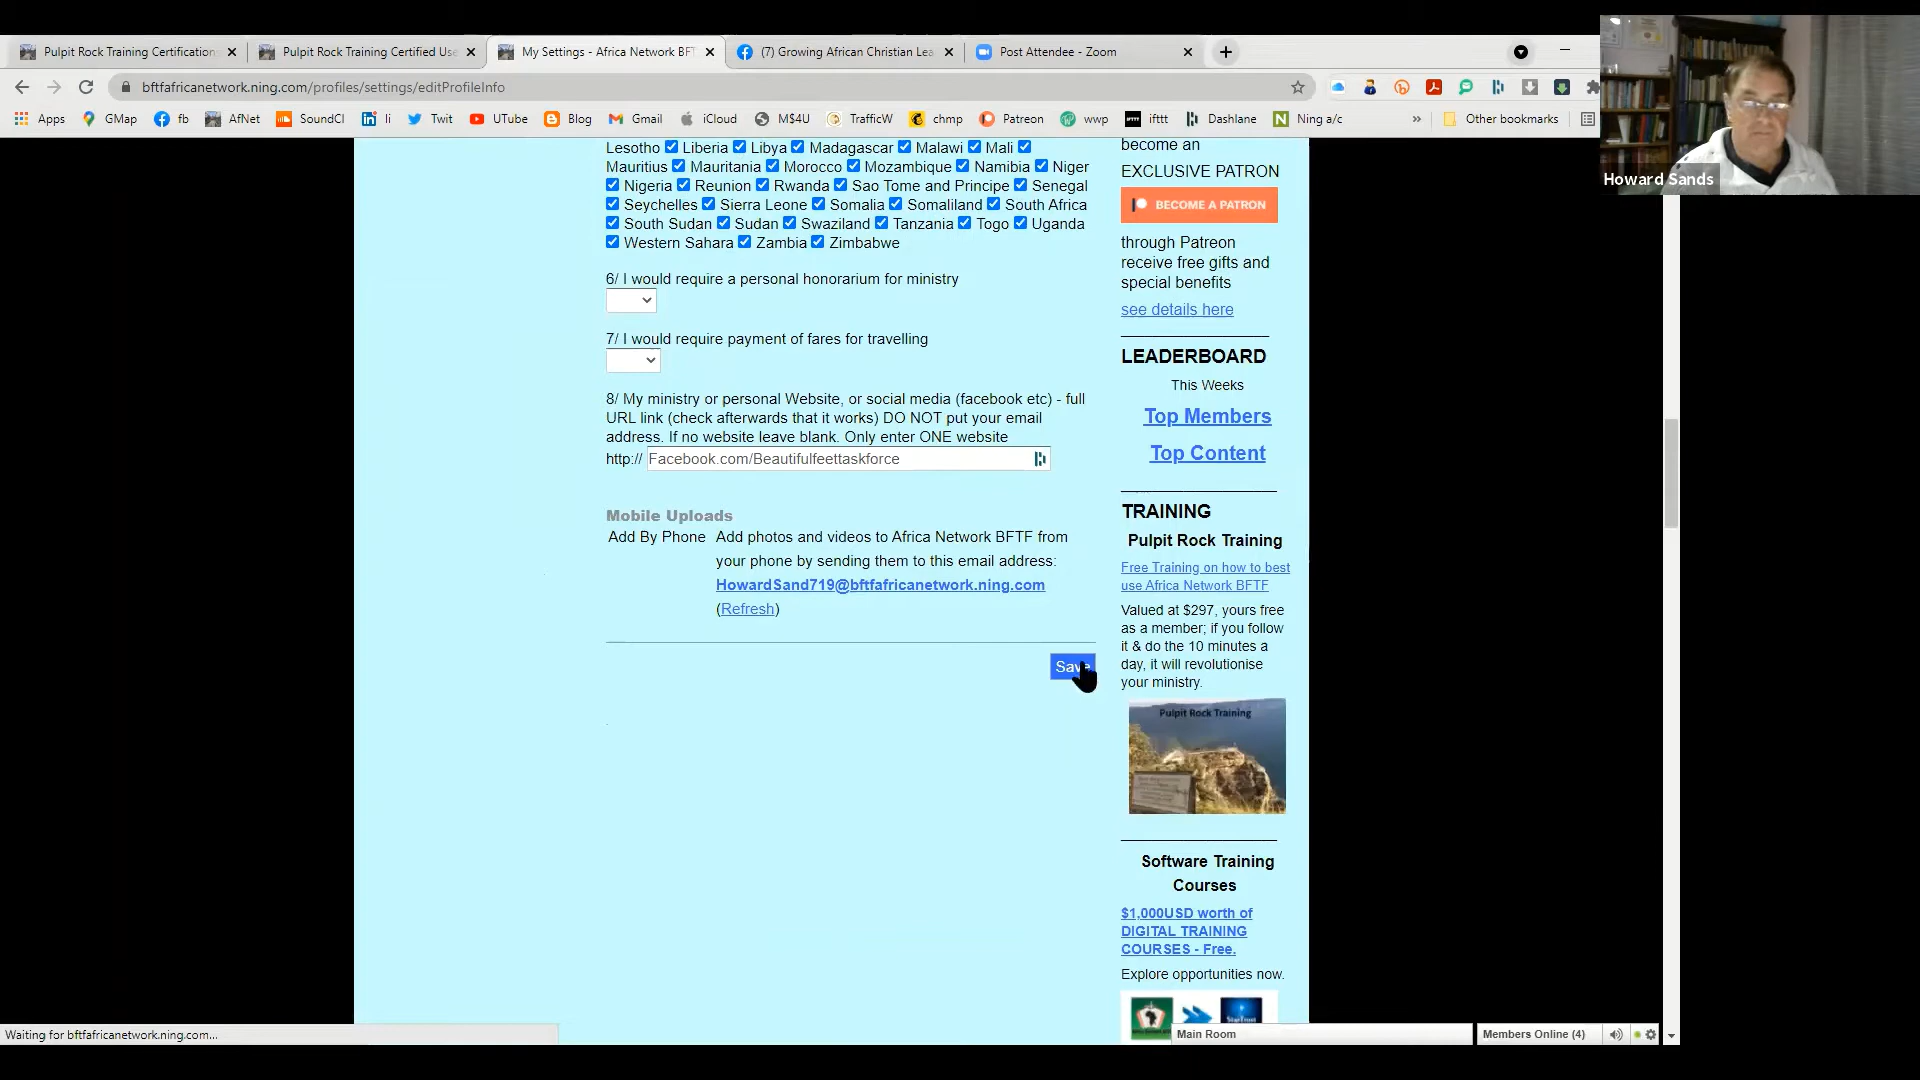 Pulpit Rock Training Certification
Pulpit Rock Training Certified Use
My Settings - Africa Network BFT
(7) Growing African Christian Lea
Post Attendee - Zoom
bftfafricanetwork.ning.com/profiles/settings/editProfileInfo
Apps GMap fb AfNet SoundCl li Twit UTube Blog Gmail iCloud M$4U TrafficW chmp Patreon wwp ifttt Dashlane Ning a/c » Other bookmarks
Howard Sands
Lesotho Liberia Libya Madagascar Malawi Mali
Mauritius Mauritania Morocco Mozambique Namibia Niger
Nigeria Reunion Rwanda Sao Tome and Principe Senegal
Seychelles Sierra Leone Somalia Somaliland South Africa
South Sudan Sudan Swaziland Tanzania Togo Uganda
Western Sahara Zambia Zimbabwe
6/ I would require a personal honorarium for ministry
7/ I would require payment of fares for travelling
8/ My ministry or personal Website, or social media (facebook etc) - full
URL link (check afterwards that it works) DO NOT put your email
address. If no website leave blank. Only enter ONE website
http:// Facebook.com/Beautifulfeettaskforce
Mobile Uploads
Add By Phone Add photos and videos to Africa Network BFTF from
your phone by sending them to this email address:
HowardSand719@bftfafricanetwork.ning.com
(Refresh)
Save
become an
EXCLUSIVE PATRON
BECOME A PATRON
through Patreon
receive free gifts and
special benefits
see details here
LEADERBOARD
This Weeks
Top Members
Top Content
TRAINING
Pulpit Rock Training
Free Training on how to best
use Africa Network BFTF
Valued at $297, yours free
as a member; if you follow
it & do the 10 minutes a
day, it will revolutionise
your ministry.
Pulpit Rock Training
Software Training
Courses
$1,000USD worth of
DIGITAL TRAINING
COURSES - Free.
Explore opportunities now.
Waiting for bftfafricanetwork.ning.com...
Main Room
Members Online (4)